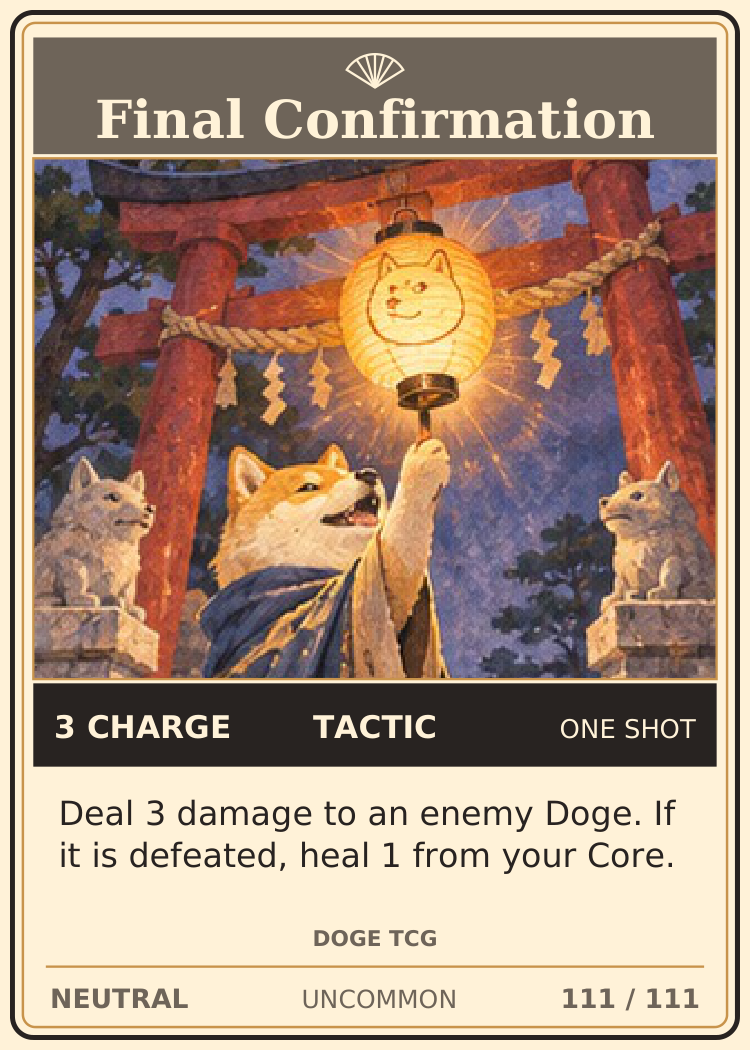 Final Confirmation
3 CHARGE TACTIC ONE SHOT
Deal 3 damage to an enemy Doge. If
it is defeated, heal 1 from your Core.
DOGE TCG
NEUTRAL UNCOMMON 111 / 111